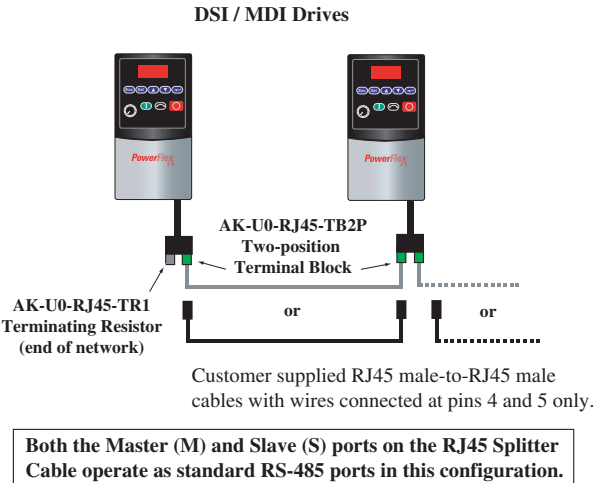 DSI / MDI Drives
PowerFlex
PowerFlex
AK-U0-RJ45-TB2P
Two-position
Terminal Block
AK-U0-RJ45-TR1
Terminating Resistor
(end of network)
or
or
Customer supplied RJ45 male-to-RJ45 male
cables with wires connected at pins 4 and 5 only.
Both the Master (M) and Slave (S) ports on the RJ45 Splitter
Cable operate as standard RS-485 ports in this configuration.